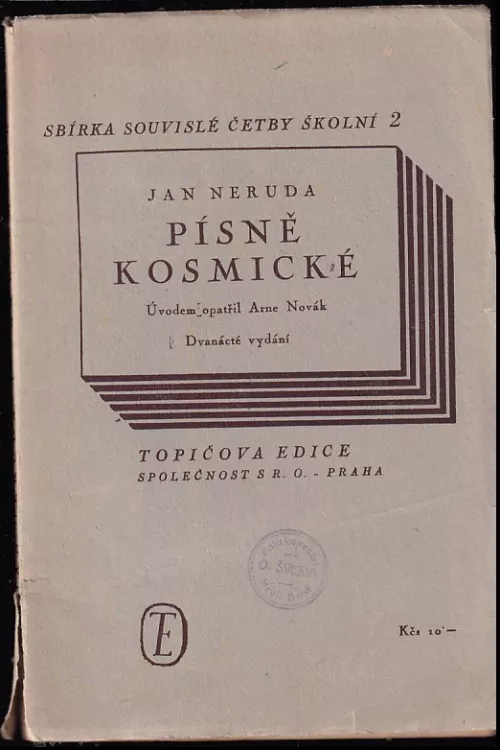 SBÍRKA SOUVISLÉ ČETBY ŠKOLNÍ 2
JAN NERUDA
PÍSNĚ
KOSMICKÉ
Úvodem opatřil Arne Novák
Dvanácté vydání
TOPIČOVA EDICE
SPOLEČNOST S R. O. - PRAHA
TE
Kčs 10·—